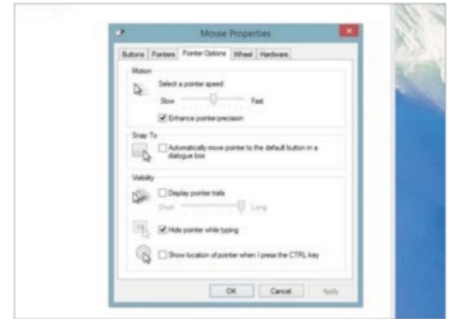 Mouse Properties
Buttons Pointers Pointer Options Wheel Hardware
Motion
Select a pointer speed:
Slow Fast
Enhance pointer precision
Snap To
Automatically move pointer to the default button in a
dialogue box
Visibility
Display pointer trails
Short Long
Hide pointer while typing
Show location of pointer when I press the CTRL key
OK Cancel Apply